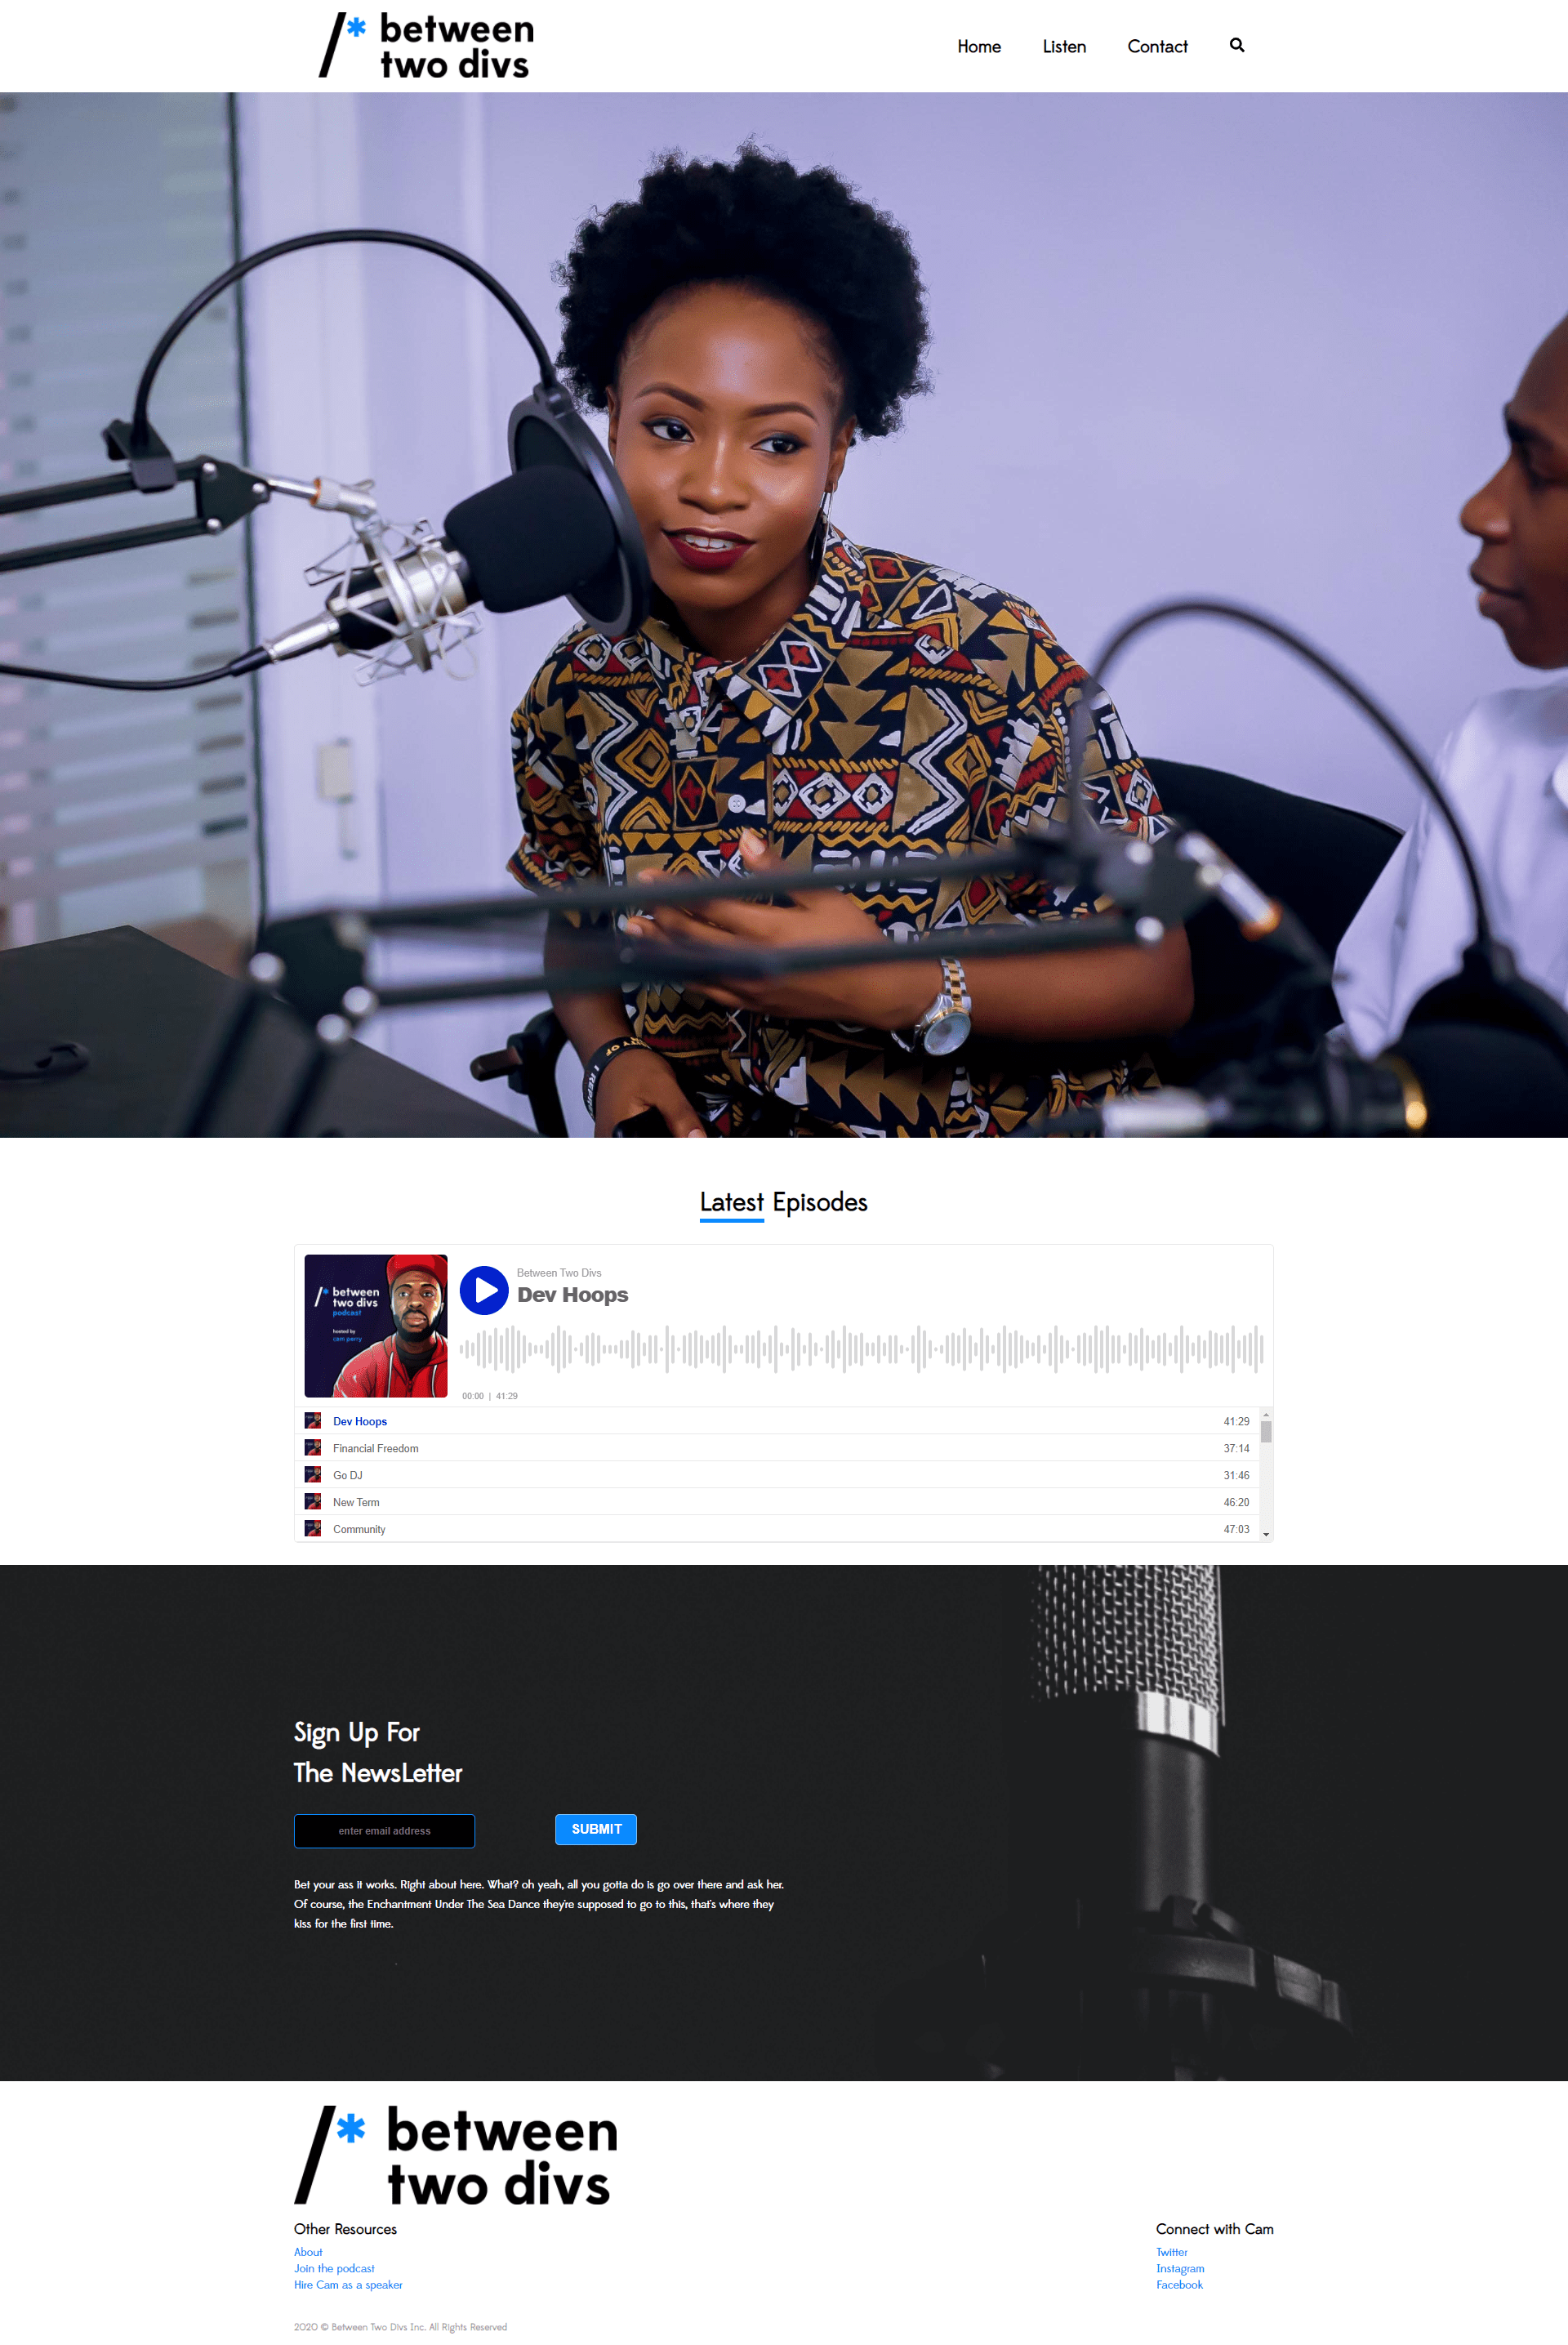 /* between
two divs
Home Listen Contact
I REPRE
TY OF
Latest Episodes
/* between
two divs
podcast
hosted by
cam perry
Between Two Divs
Dev Hoops
00:00 | 41:29
Dev Hoops 41:29
Financial Freedom 37:14
Go DJ 31:46
New Term 46:20
Community 47:03
Sign Up For
The NewsLetter
enter email address SUBMIT
Bet your ass it works. Right about here. What? oh yeah, all you gotta do is go over there and ask her.
Of course, the Enchantment Under The Sea Dance they're supposed to go to this, that's where they
kiss for the first time.
/* between
two divs
Other Resources Connect with Cam
About Twitter
Join the podcast Instagram
Hire Cam as a speaker Facebook
2020 © Between Two Divs Inc. All Rights Reserved